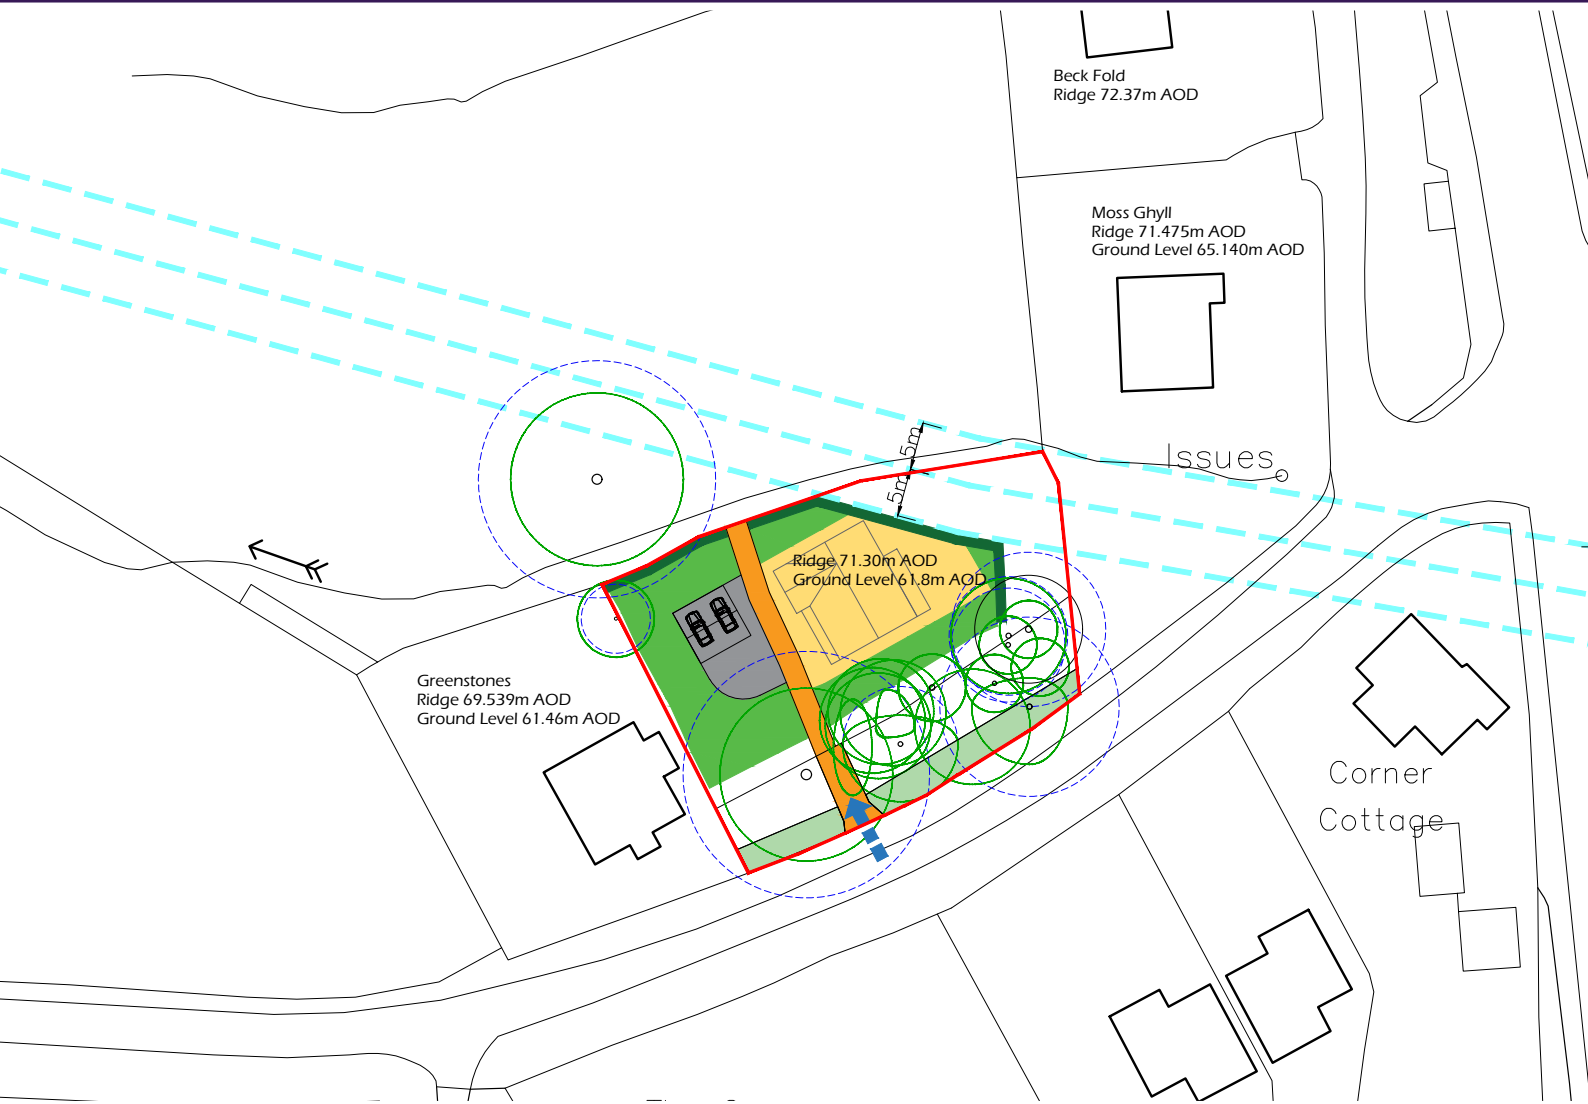 Beck Fold
Ridge 72.37m AOD
Moss Ghyll
Ridge 71.475m AOD
Ground Level 65.140m AOD
Issues
5m
5m
Ridge 71.30m AOD
Ground Level 61.8m AOD
Greenstones
Ridge 69.539m AOD
Ground Level 61.46m AOD
Corner
Cottage